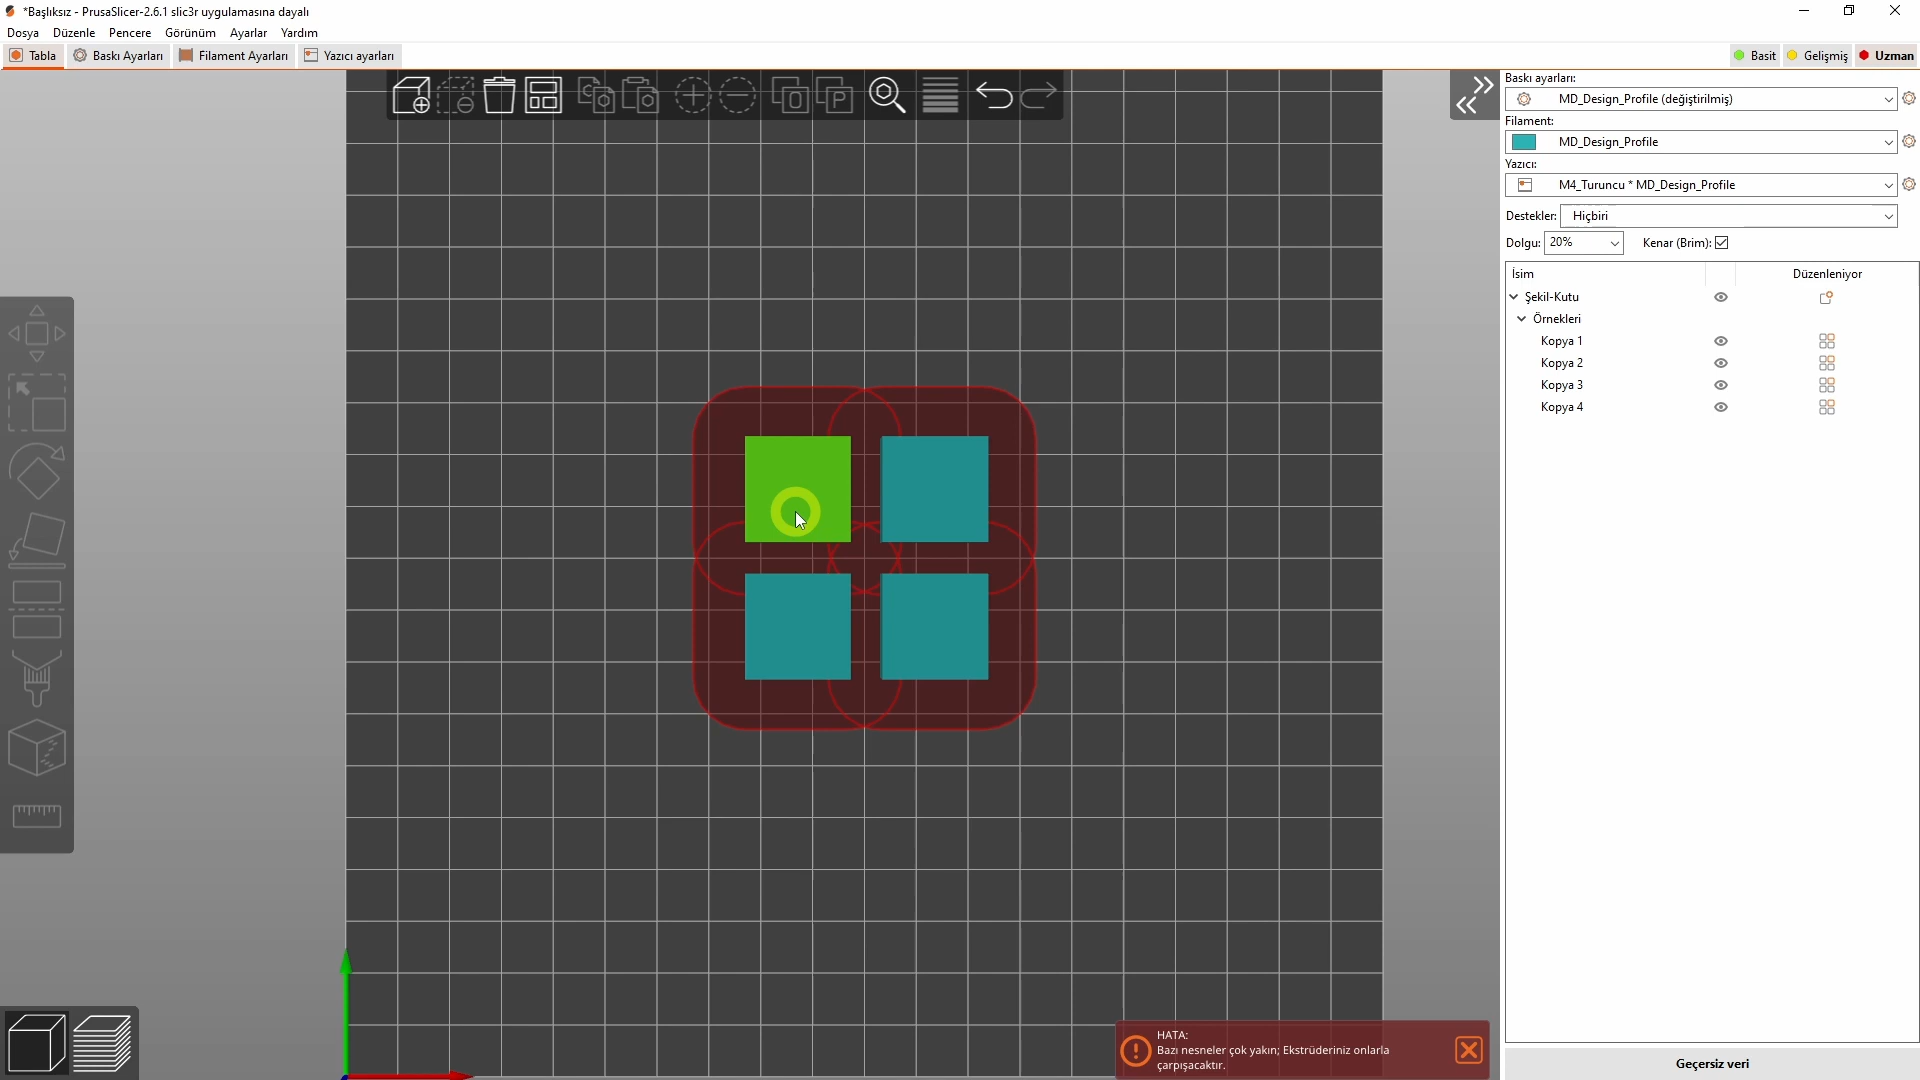 *Başlıksız - PrusaSlicer-2.6.1 slic3r uygulamasına dayalı
Dosya Düzenle Pencere Görünüm Ayarlar Yardım
Tabla Baskı Ayarları Filament Ayarları Yazıcı ayarları
Basit Gelişmiş Uzman
Baskı ayarları:
MD_Design_Profile (değiştirilmiş)
Filament:
MD_Design_Profile
Yazıcı:
M4_Turuncu * MD_Design_Profile
Destekler: Hiçbiri
Dolgu: 20% Kenar (Brim):
İsim Düzenleniyor
Şekil-Kutu
Örnekleri
Kopya 1
Kopya 2
Kopya 3
Kopya 4
O P
HATA:
Bazı nesneler çok yakın; Ekstrüderiniz onlarla
çarpışacaktır.
Geçersiz veri